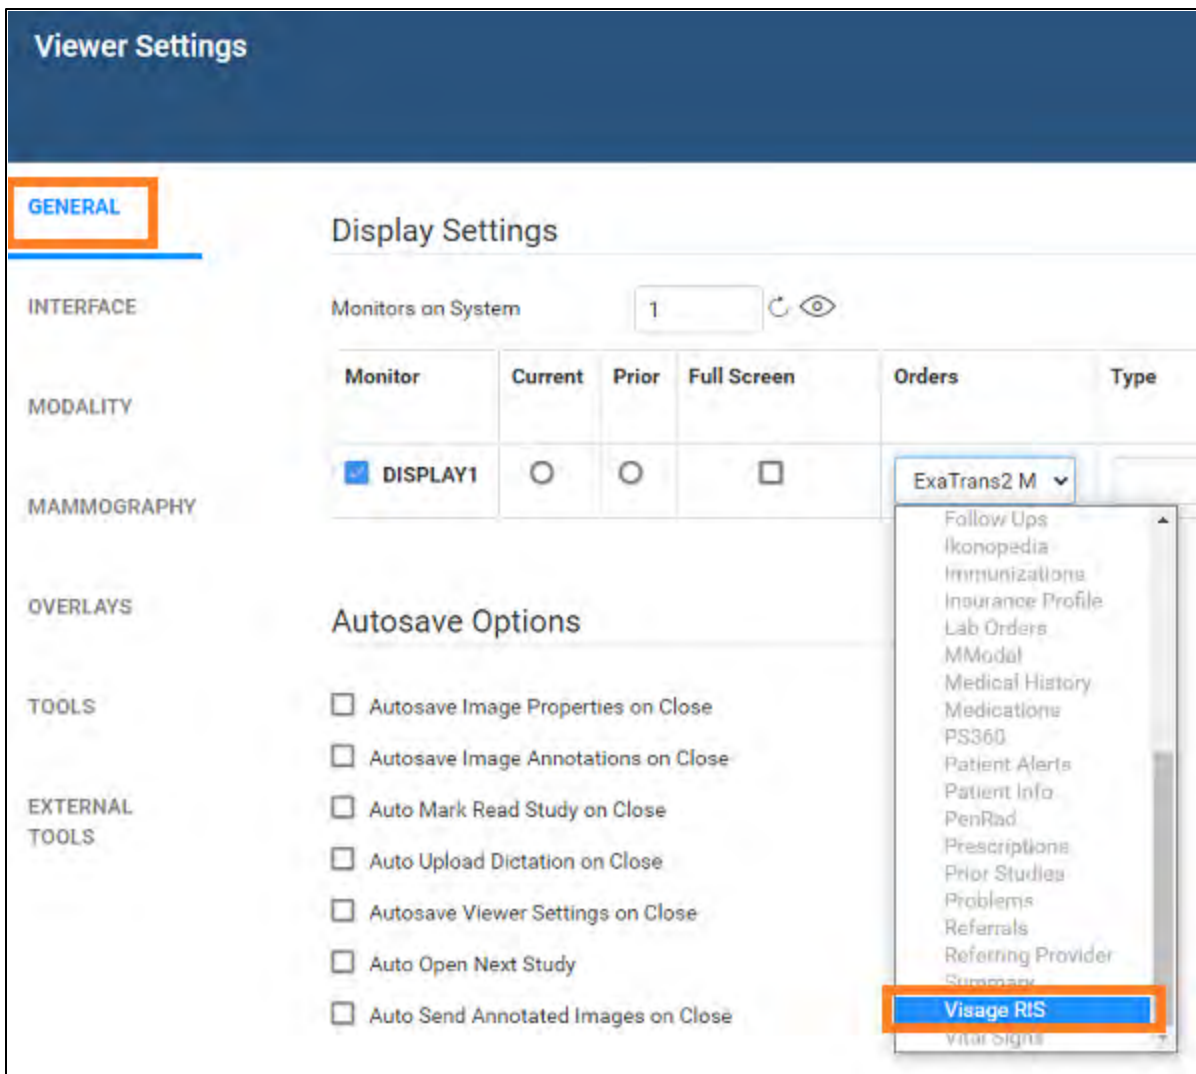 Viewer Settings
GENERAL
INTERFACE
MODALITY
MAMMOGRAPHY
OVERLAYS
TOOLS
EXTERNAL
TOOLS
Display Settings
Monitors on System 1
Monitor Current Prior Full Screen Orders Type
DISPLAY1 ExaTrans2 M
Follow Ups
Ikonopedia
Immunizations
Insurance Profile
Lab Orders
MModal
Medical History
Medications
PS360
Patient Alerts
Patient Info
PenRad
Prescriptions
Prior Studies
Problems
Referrals
Referring Provider
Summary
Visage RIS
Vital Signs
Autosave Options
Autosave Image Properties on Close
Autosave Image Annotations on Close
Auto Mark Read Study on Close
Auto Upload Dictation on Close
Autosave Viewer Settings on Close
Auto Open Next Study
Auto Send Annotated Images on Close